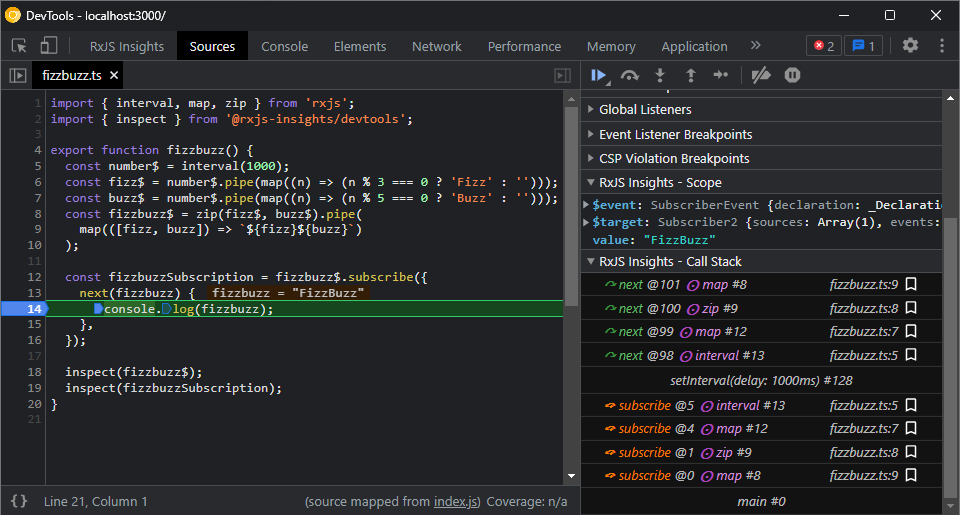 DevTools - localhost:3000/
RxJS Insights Sources Console Elements Network Performance Memory Application » 2 1
fizzbuzz.ts ×
1 import { interval, map, zip } from 'rxjs';
2 import { inspect } from '@rxjs-insights/devtools';
3
4 export function fizzbuzz() {
5 const number$ = interval(1000);
6 const fizz$ = number$.pipe(map((n) => (n % 3 === 0 ? 'Fizz' : '')));
7 const buzz$ = number$.pipe(map((n) => (n % 5 === 0 ? 'Buzz' : '')));
8 const fizzbuzz$ = zip(fizz$, buzz$).pipe(
9 map(([fizz, buzz]) => `${fizz}${buzz}`)
10 );
11
12 const fizzbuzzSubscription = fizzbuzz$.subscribe({
13 next(fizzbuzz) { fizzbuzz = "FizzBuzz"
14 console.log(fizzbuzz);
15 },
16 });
17
18 inspect(fizzbuzz$);
19 inspect(fizzbuzzSubscription);
20 }
21
{} Line 21, Column 1 (source mapped from index.js) Coverage: n/a
Global Listeners
Event Listener Breakpoints
CSP Violation Breakpoints
RxJS Insights - Scope
$event: SubscriberEvent {declaration: _Declarati
$target: Subscriber2 {sources: Array(1), events:
value: "FizzBuzz"
RxJS Insights - Call Stack
next @101 map #8 fizzbuzz.ts:9
next @100 zip #9 fizzbuzz.ts:8
next @99 map #12 fizzbuzz.ts:7
next @98 interval #13 fizzbuzz.ts:5
setInterval(delay: 1000ms) #128
subscribe @5 interval #13 fizzbuzz.ts:5
subscribe @4 map #12 fizzbuzz.ts:7
subscribe @1 zip #9 fizzbuzz.ts:8
subscribe @0 map #8 fizzbuzz.ts:9
main #0